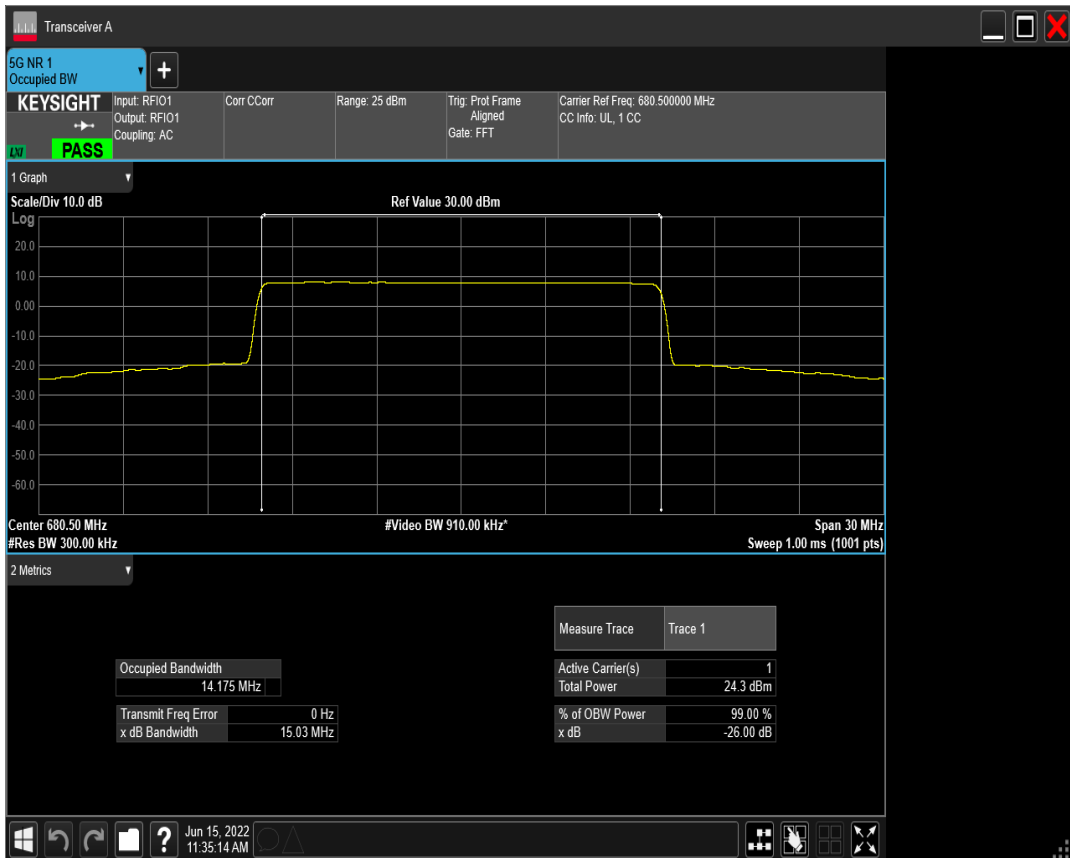 Transceiver A
5G NR 1
Occupied BW
KEYSIGHT
LXI
PASS
Input: RFIO1
Output: RFIO1
Coupling: AC
Corr CCorr
Range: 25 dBm
Trig: Prot Frame
Aligned
Gate: FFT
Carrier Ref Freq: 680.500000 MHz
CC Info: UL, 1 CC
1 Graph
Scale/Div 10.0 dB
Ref Value 30.00 dBm
Log
20.0
10.0
0.00
-10.0
-20.0
-30.0
-40.0
-50.0
-60.0
Center 680.50 MHz
#Video BW 910.00 kHz*
Span 30 MHz
#Res BW 300.00 kHz
Sweep 1.00 ms (1001 pts)
2 Metrics
Measure Trace Trace 1
Occupied Bandwidth
14.175 MHz
Active Carrier(s) 1
Total Power 24.3 dBm
Transmit Freq Error 0 Hz
x dB Bandwidth 15.03 MHz
% of OBW Power 99.00 %
x dB -26.00 dB
?
Jun 15, 2022
11:35:14 AM